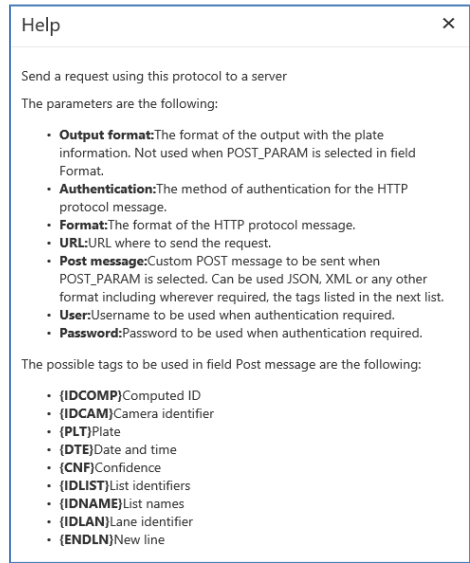 Help ×
Send a request using this protocol to a server
The parameters are the following:
• Output format:The format of the output with the plate
information. Not used when POST_PARAM is selected in field
Format.
• Authentication:The method of authentication for the HTTP
protocol message.
• Format:The format of the HTTP protocol message.
• URL:URL where to send the request.
• Post message:Custom POST message to be sent when
POST_PARAM is selected. Can be used JSON, XML or any other
format including wherever required, the tags listed in the next list.
• User:Username to be used when authentication required.
• Password:Password to be used when authentication required.
The possible tags to be used in field Post message are the following:
• {IDCOMP}Computed ID
• {IDCAM}Camera identifier
• {PLT}Plate
• {DTE}Date and time
• {CNF}Confidence
• {IDLIST}List identifiers
• {IDNAME}List names
• {IDLAN}Lane identifier
• {ENDLN}New line